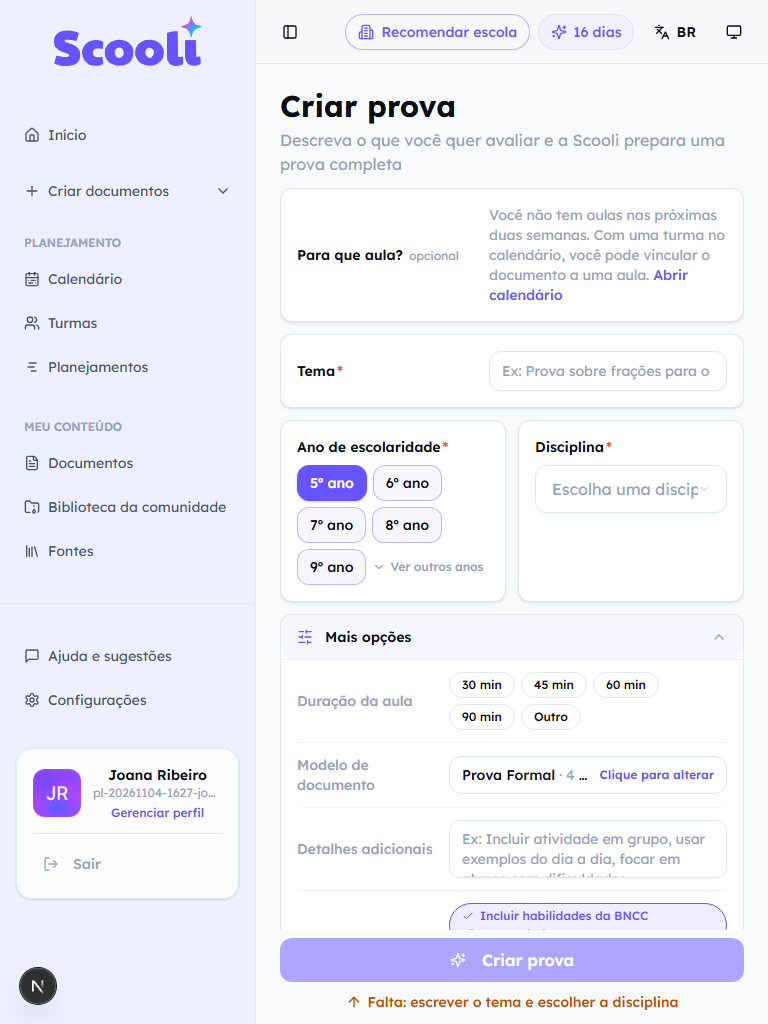 Scooli
Início
Criar documentos
PLANEJAMENTO
Calendário
Turmas
Planejamentos
MEU CONTEÚDO
Documentos
Biblioteca da comunidade
Fontes
Ajuda e sugestões
Configurações
JR
Joana Ribeiro
pl-20261104-1627-jo...
Gerenciar perfil
Sair
N
Recomendar escola
16 dias
BR
Criar prova
Descreva o que você quer avaliar e a Scooli prepara uma
prova completa
Para que aula? opcional
Você não tem aulas nas próximas
duas semanas. Com uma turma no
calendário, você pode vincular o
documento a uma aula. Abrir
calendário
Tema*
Ex: Prova sobre frações para o
Ano de escolaridade*
5º ano
6º ano
7º ano
8º ano
9º ano
Ver outros anos
Disciplina*
Escolha uma discip
Mais opções
Duração da aula
30 min
45 min
60 min
90 min
Outro
Modelo de
documento
Prova Formal · 4 ...
Clique para alterar
Detalhes adicionais
Ex: Incluir atividade em grupo, usar
exemplos do dia a dia, focar em
Incluir habilidades da BNCC
Criar prova
Falta: escrever o tema e escolher a disciplina